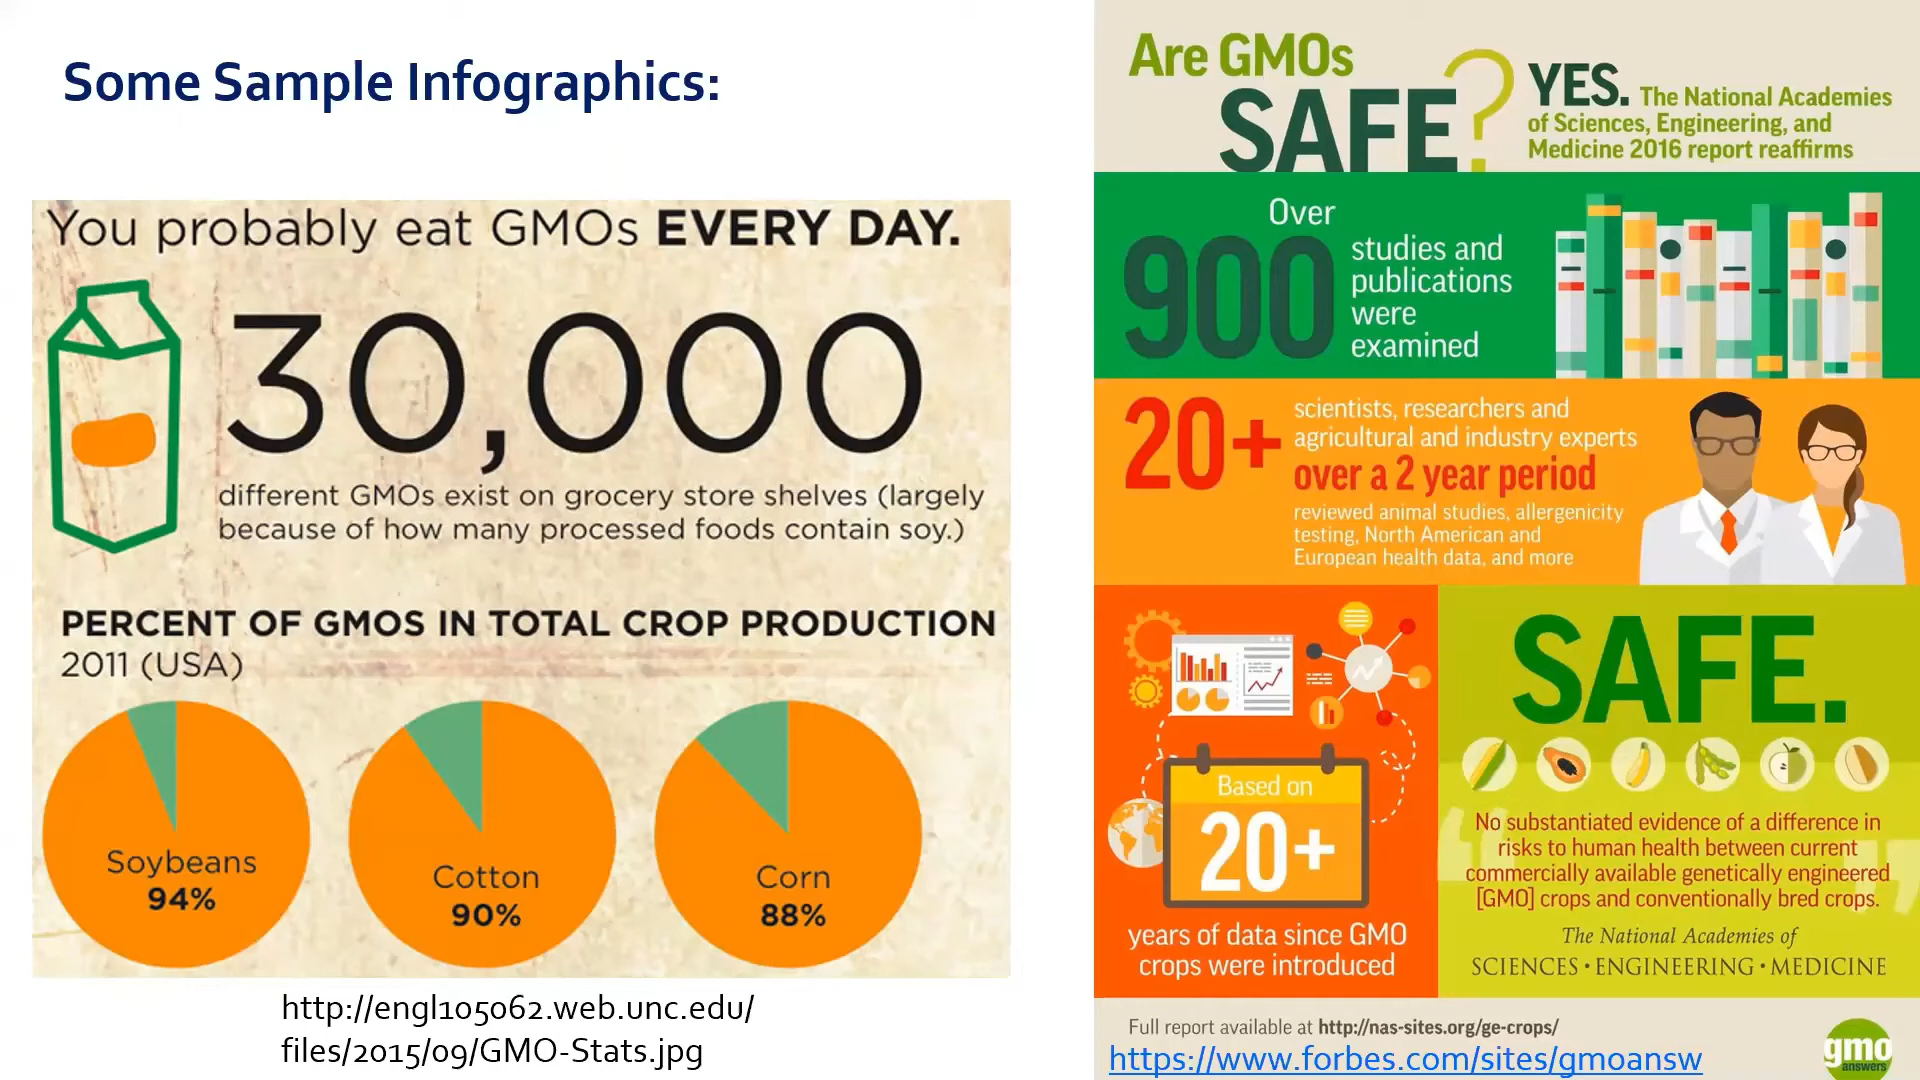 Some Sample Infographics:
You probably eat GMOs EVERY DAY.
30,000
different GMOs exist on grocery store shelves (largely
because of how many processed foods contain soy.)
PERCENT OF GMOS IN TOTAL CROP PRODUCTION
2011 (USA)
Soybeans
94%
Cotton
90%
Corn
88%
http://engl105062.web.unc.edu/
files/2015/09/GMO-Stats.jpg
Are GMOs
SAFE?
YES. The National Academies
of Sciences, Engineering, and
Medicine 2016 report reaffirms
Over
900
studies and
publications
were
examined
20+
scientists, researchers and
agricultural and industry experts
over a 2 year period
reviewed animal studies, allergenicity
testing, North American and
European health data, and more
Based on
20+
years of data since GMO
crops were introduced
SAFE.
No substantiated evidence of a difference in
risks to human health between current
commercially available genetically engineered
[GMO] crops and conventionally bred crops.
The National Academies of
SCIENCES • ENGINEERING • MEDICINE
Full report available at http://nas-sites.org/ge-crops/
https://www.forbes.com/sites/gmoansw
gmo
answers